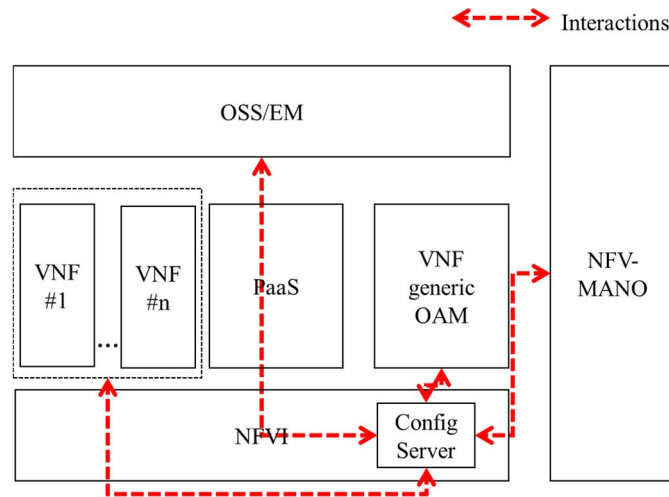 Interactions
OSS/EM
VNF
#1
...
VNF
#n
PaaS
VNF
generic
OAM
NFV-
MANO
NFVI
Config
Server